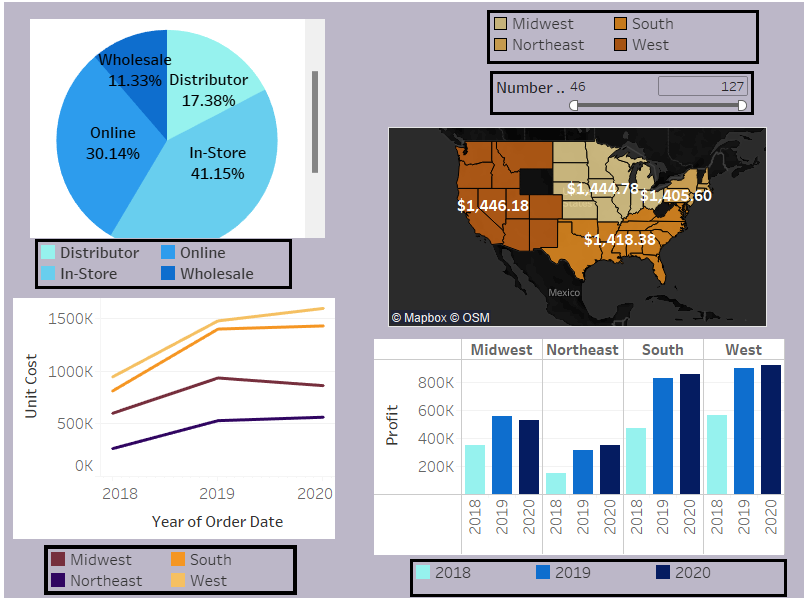 Wholesale
11.33%
Distributor
17.38%
Online
30.14%
In-Store
41.15%
Distributor Online
In-Store Wholesale
Midwest South
Northeast West
Number .. 46 127
$1,444.78
$1,405.60
$1,446.18
$1,418.38
Mexico
© Mapbox © OSM
1500K
1000K
500K
0K
Unit Cost
2018 2019 2020
Year of Order Date
Midwest South
Northeast West
Midwest Northeast South West
800K
600K
400K
200K
Profit
2018 2019 2020 2018 2019 2020 2018 2019 2020 2018 2019 2020
2018 2019 2020